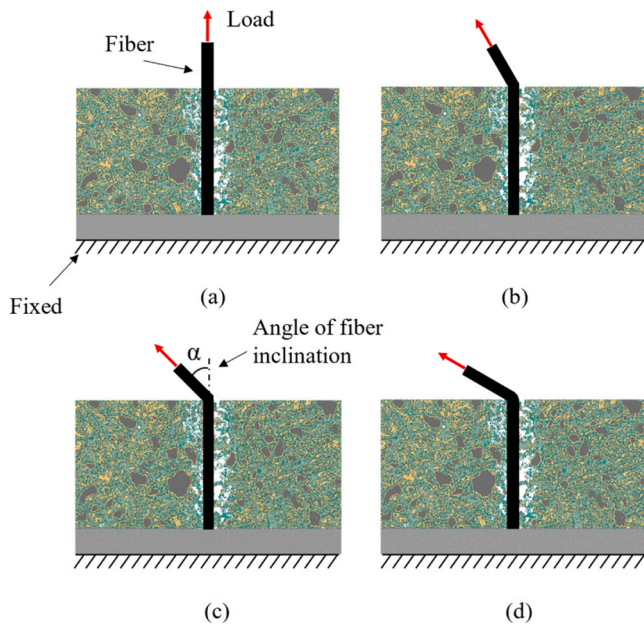 Load
Fiber
Fixed
(a)
(b)
Angle of fiber
inclination
α
(c)
(d)